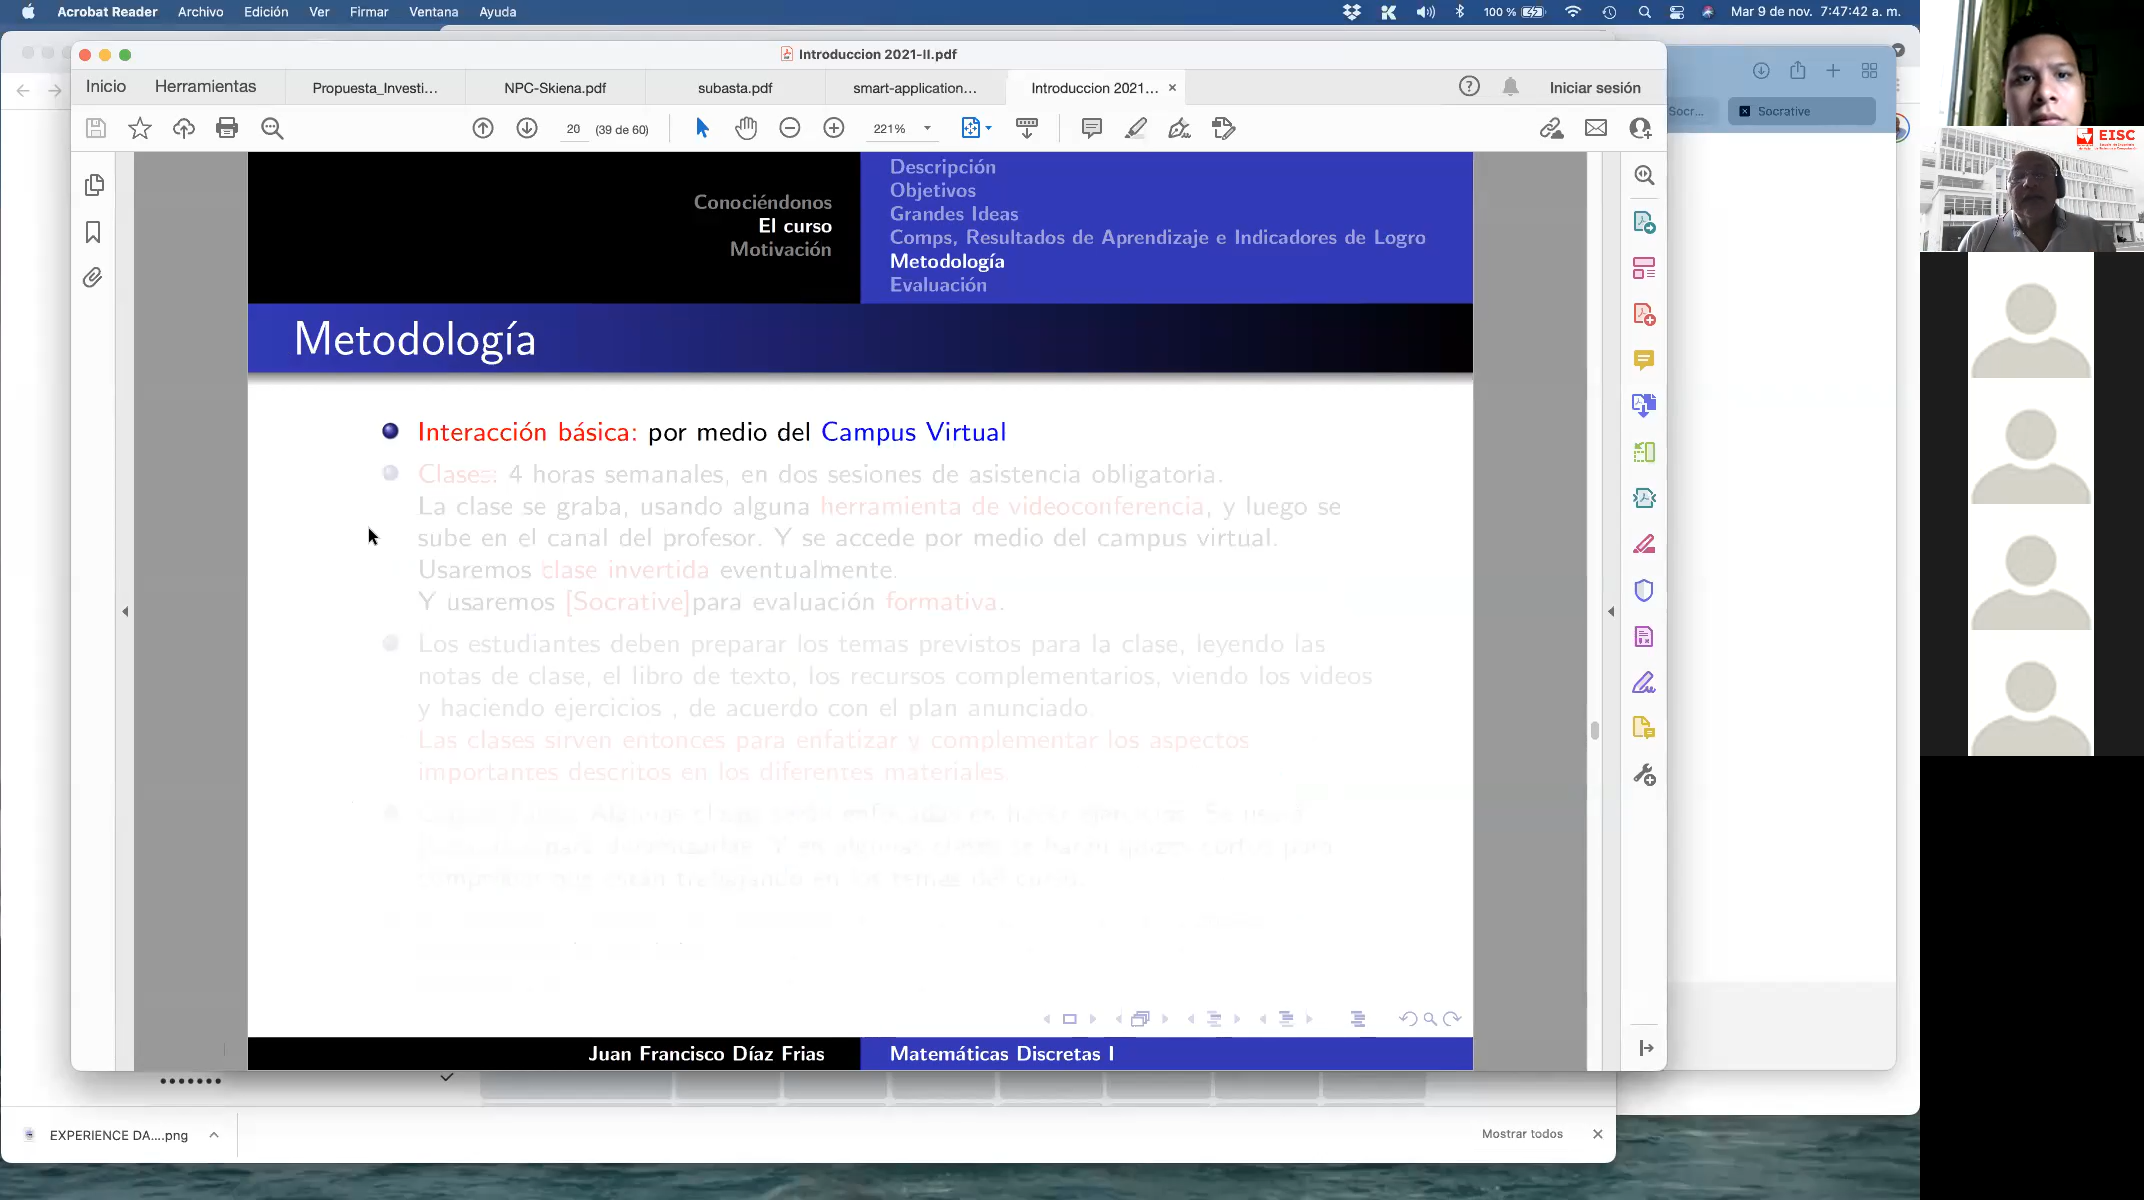 Acrobat Reader Archivo Edición Ver Firmar Ventana Ayuda 100 % Mar 9 de nov. 7:47:42 a. m.
Introduccion 2021-II.pdf
Inicio Herramientas Propuesta_Investi... NPC-Skiena.pdf subasta.pdf smart-application... Introduccion 2021... Iniciar sesión
20 (39 de 60) 221%
Socr... Socrative
EISC
Conociéndonos
El curso
Motivación
Descripción
Objetivos
Grandes Ideas
Comps, Resultados de Aprendizaje e Indicadores de Logro
Metodología
Evaluación
Metodología
Interacción básica: por medio del Campus Virtual
Clases: 4 horas semanales, en dos sesiones de asistencia obligatoria.
La clase se graba, usando alguna herramienta de videoconferencia, y luego se
sube en el canal del profesor. Y se accede por medio del campus virtual.
Usaremos clase invertida eventualmente.
Y usaremos [Socrative]para evaluación formativa.
Los estudiantes deben preparar los temas previstos para la clase, leyendo las
notas de clase, el libro de texto, los recursos complementarios, viendo los videos
y haciendo ejercicios , de acuerdo con el plan anunciado.
Las clases sirven entonces para enfatizar y complementar los aspectos
importantes descritos en los diferentes materiales.
Juan Francisco Díaz Frias Matemáticas Discretas I
EXPERIENCE DA....png Mostrar todos